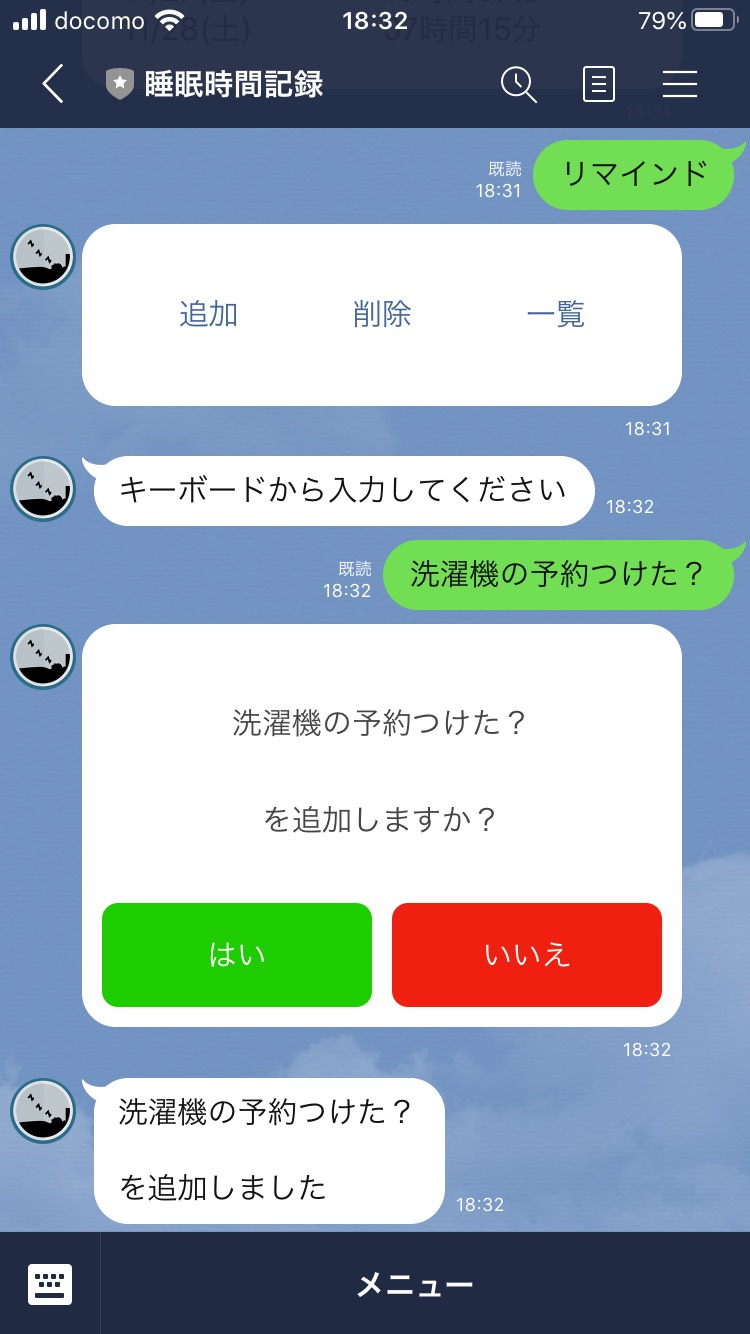 docomo 18:32 79%
11/28(土) 07時間15分
睡眠時間記録
18:31
リマインド
既読
18:31
追加 削除 一覧
18:31
キーボードから入力してください
18:32
洗濯機の予約つけた？
既読
18:32
洗濯機の予約つけた？
を追加しますか？
はい いいえ
18:32
洗濯機の予約つけた？
を追加しました
18:32
メニュー